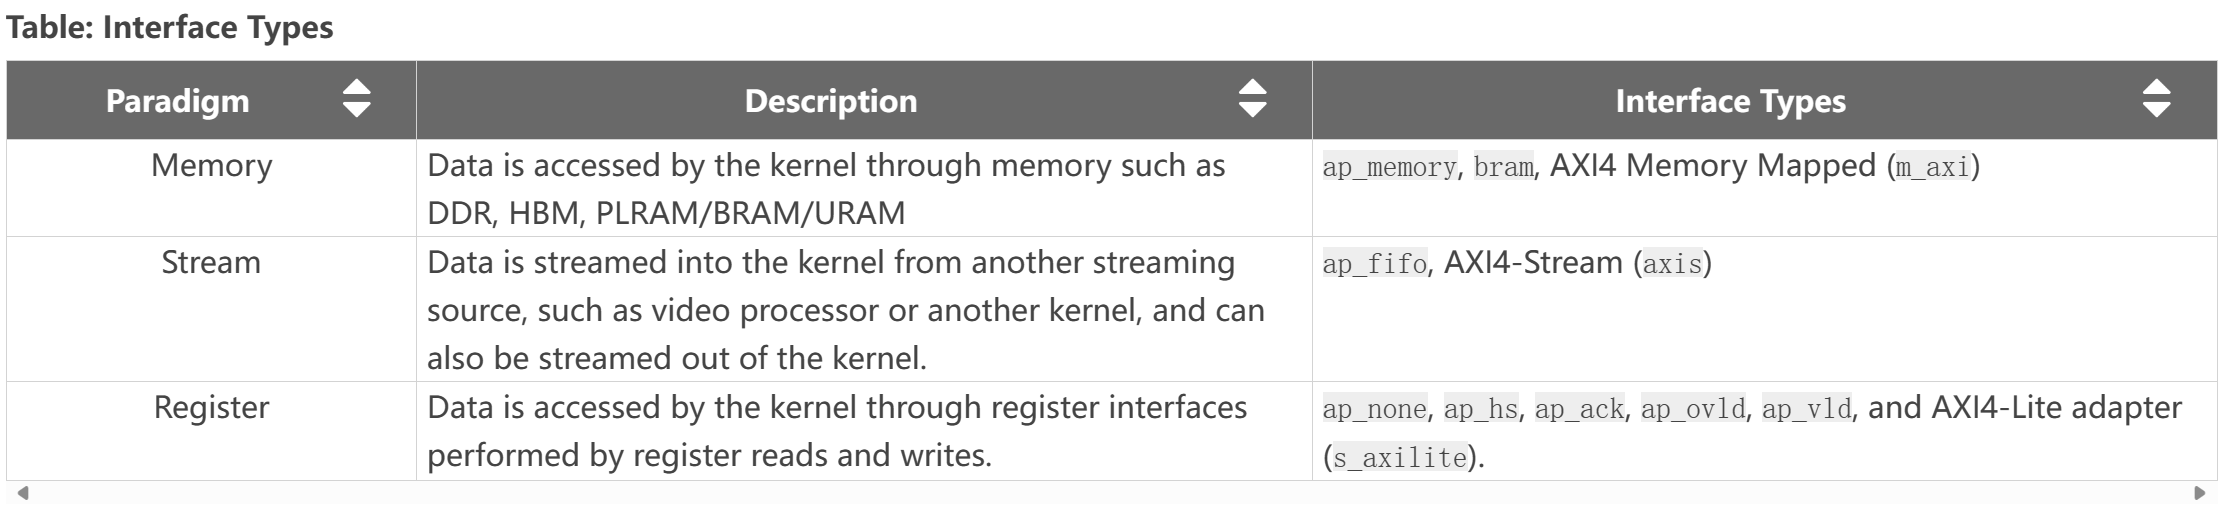 Table: Interface Types
Paradigm
Description
Interface Types
Memory
Data is accessed by the kernel through memory such as
DDR, HBM, PLRAM/BRAM/URAM
ap_memory, bram, AXI4 Memory Mapped (m_axi)
Stream
Data is streamed into the kernel from another streaming
source, such as video processor or another kernel, and can
also be streamed out of the kernel.
ap_fifo, AXI4-Stream (axis)
Register
Data is accessed by the kernel through register interfaces
performed by register reads and writes.
ap_none, ap_hs, ap_ack, ap_ovld, ap_vld, and AXI4-Lite adapter
(s_axilite).